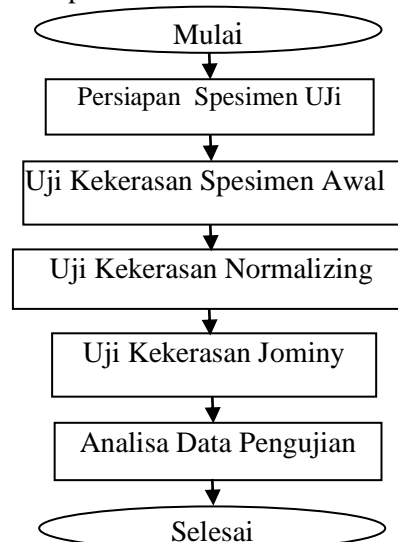 Mulai
Persiapan Spesimen UJi
Uji Kekerasan Spesimen Awal
Uji Kekerasan Normalizing
Uji Kekerasan Jominy
Analisa Data Pengujian
Selesai